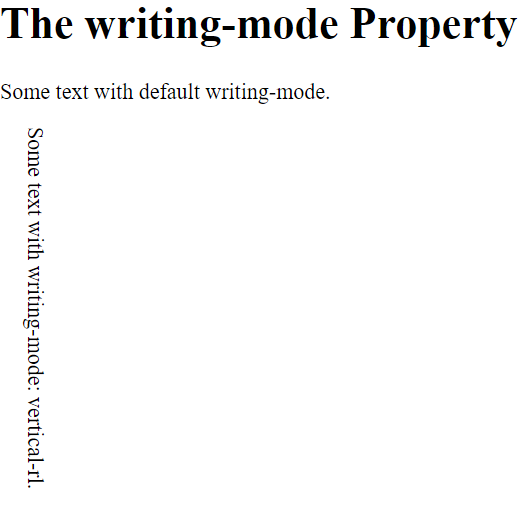 The writing-mode Property
Some text with default writing-mode.
Some text with writing-mode: vertical-rl.